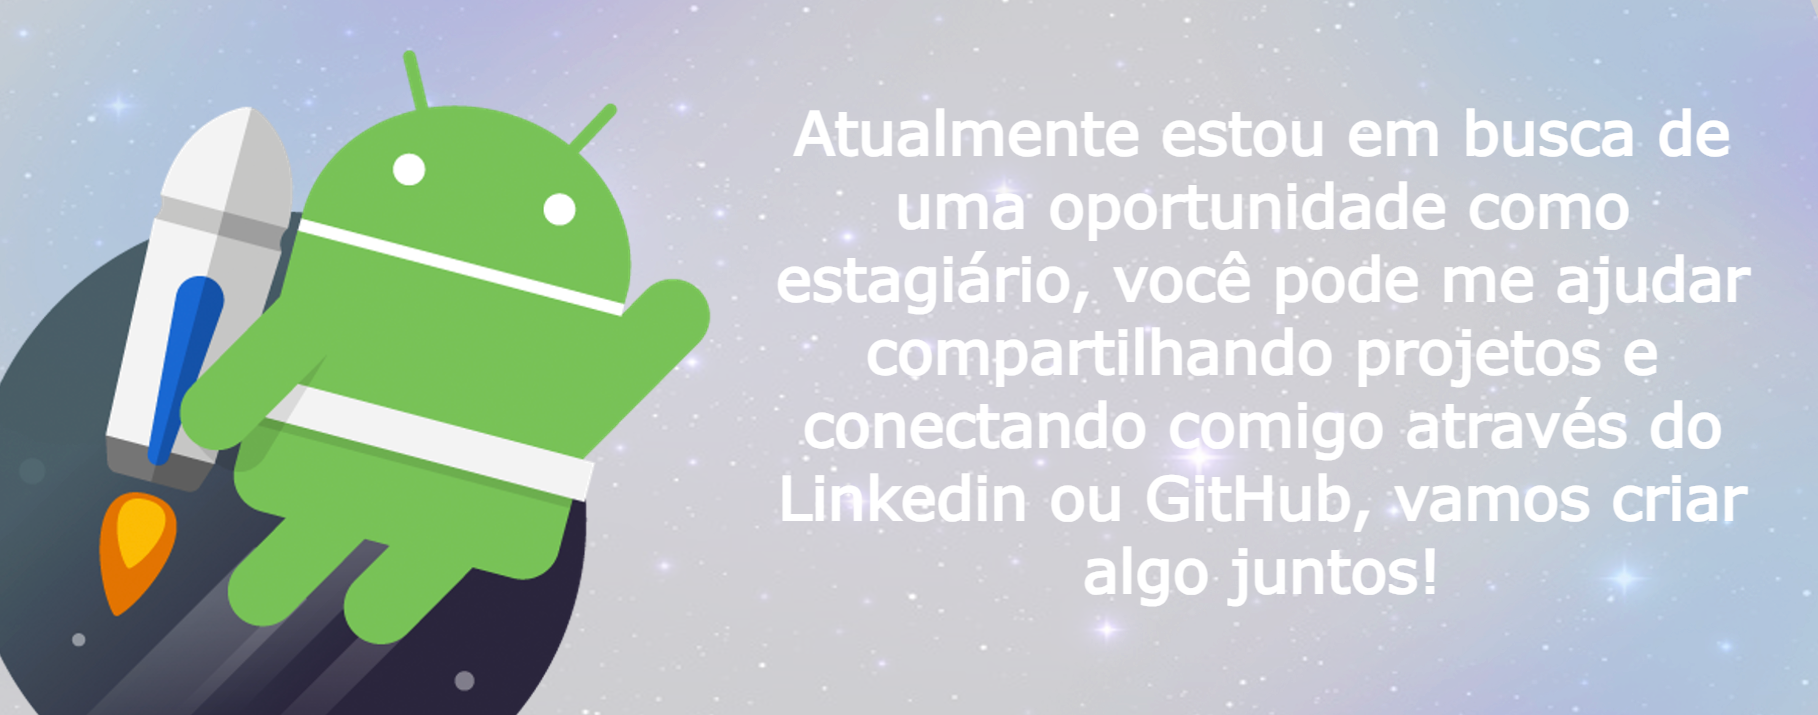 Atualmente estou em busca de
uma oportunidade como
estagiário, você pode me ajudar
compartilhando projetos e
conectando comigo através do
Linkedin ou GitHub, vamos criar
algo juntos!